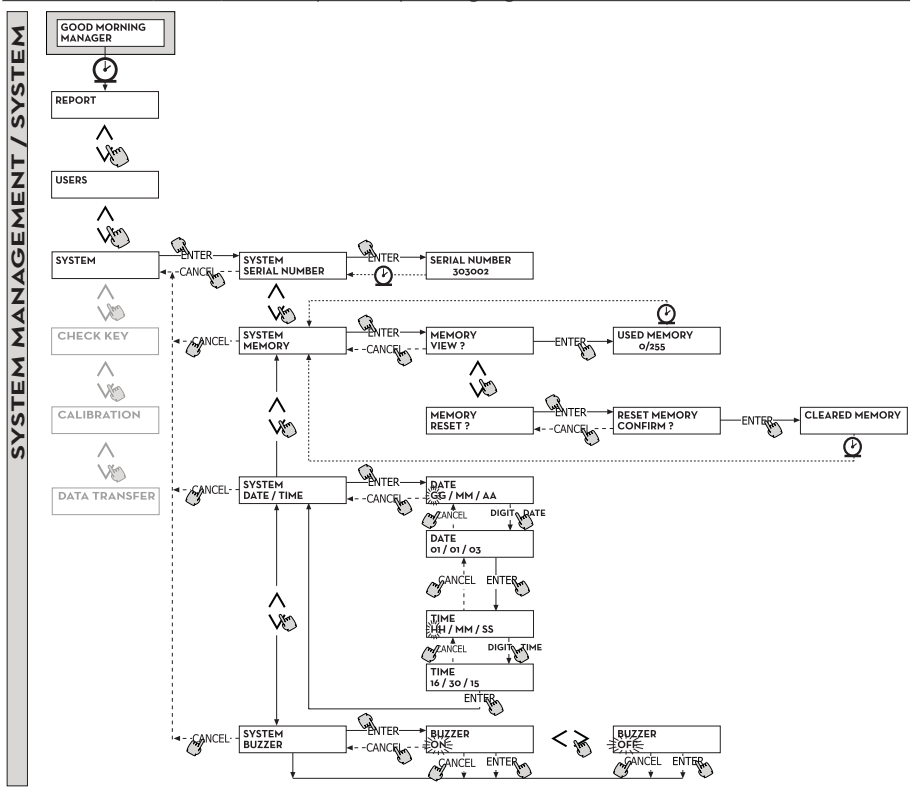 SYSTEM MANAGEMENT / SYSTEM
GOOD MORNING
MANAGER
REPORT
USERS
SYSTEM
ENTER
CANCEL
SYSTEM
SERIAL NUMBER
ENTER
SERIAL NUMBER
303002
CHECK KEY
CANCEL
SYSTEM
MEMORY
ENTER
CANCEL
MEMORY
VIEW ?
ENTER
USED MEMORY
0/255
CALIBRATION
MEMORY
RESET ?
ENTER
CANCEL
RESET MEMORY
CONFIRM ?
ENTER
CLEARED MEMORY
DATA TRANSFER
CANCEL
SYSTEM
DATE / TIME
ENTER
CANCEL
DATE
GG / MM / AA
CANCEL
DIGIT DATE
DATE
01 / 01 / 03
CANCEL
ENTER
TIME
HH / MM / SS
CANCEL
DIGIT TIME
TIME
16 / 30 / 15
ENTER
CANCEL
SYSTEM
BUZZER
ENTER
CANCEL
BUZZER
ON
BUZZER
OFF
CANCEL
ENTER
CANCEL
ENTER